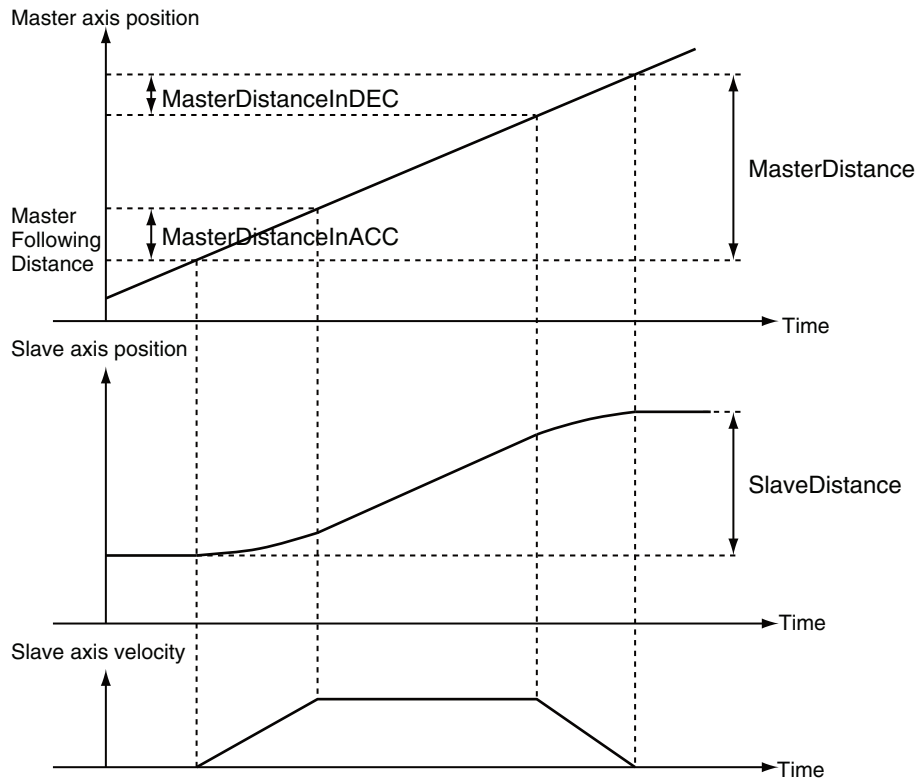 Master axis position
MasterDistanceInDEC
MasterDistance
Master
Following
Distance
MasterDistanceInACC
Time
Slave axis position
SlaveDistance
Time
Slave axis velocity
Time